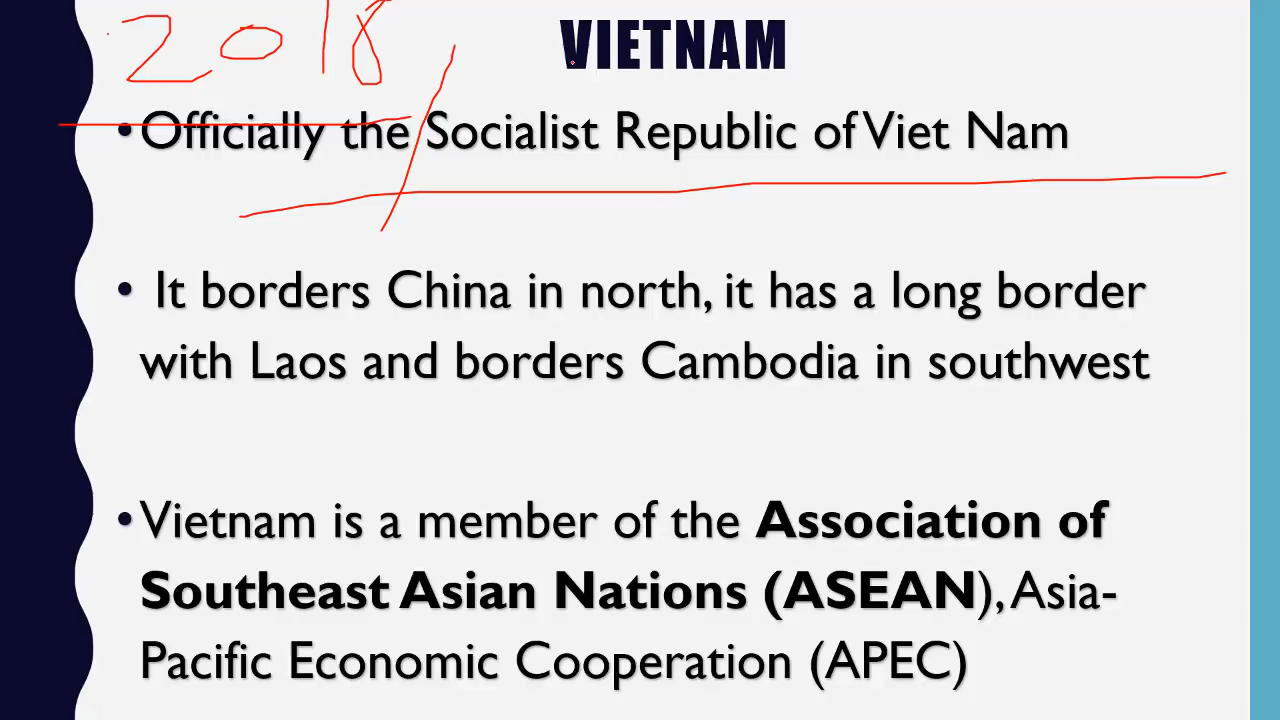 2018
VIETNAM
•Officially the Socialist Republic of Viet Nam
• It borders China in north, it has a long border
with Laos and borders Cambodia in southwest
•Vietnam is a member of the Association of
Southeast Asian Nations (ASEAN), Asia-
Pacific Economic Cooperation (APEC)